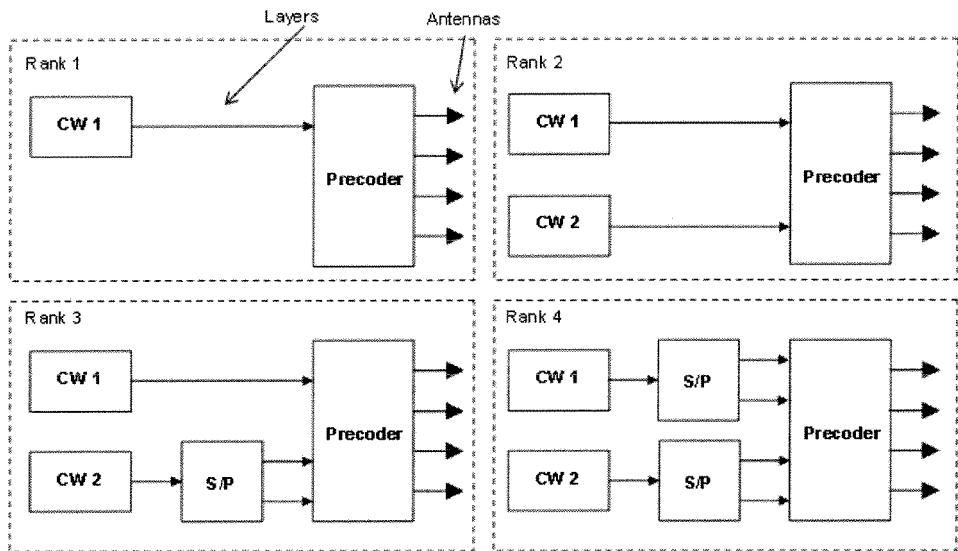 Layers
Antennas
Rank 1
CW 1
Precoder
Rank 2
CW 1
CW 2
Precoder
Rank 3
CW 1
CW 2
S/P
Precoder
Rank 4
CW 1
S/P
CW 2
S/P
Precoder